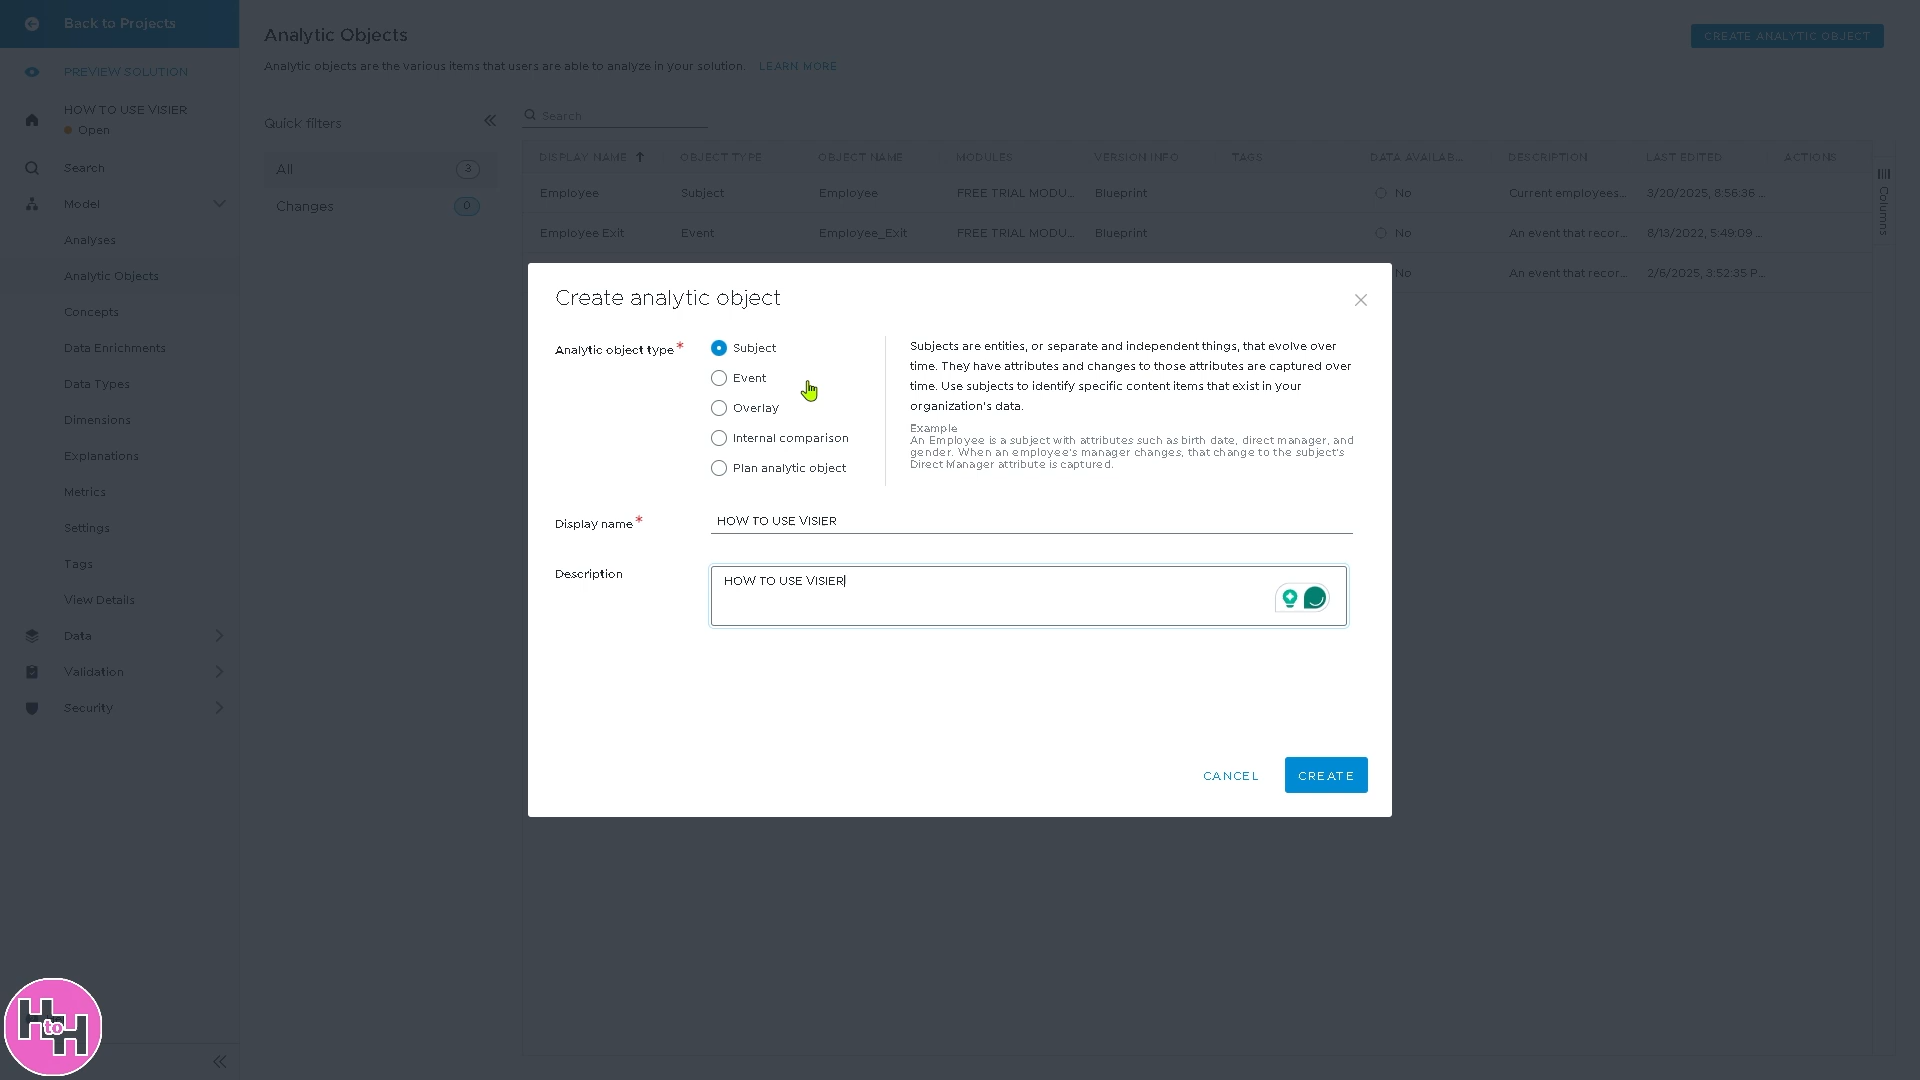 Back to Projects
PREVIEW SOLUTION
HOW TO USE VISIER
Open
Search
Model
Analyses
Analytic Objects
Concepts
Data Enrichments
Data Types
Dimensions
Explanations
Metrics
Settings
Tags
View Details
Data
Validation
Security
H to H
Analytic Objects
CREATE ANALYTIC OBJECT
Analytic objects are the various items that users are able to analyze in your solution. LEARN MORE
Quick filters
All 3
Changes 0
Search
DISPLAY NAME OBJECT TYPE OBJECT NAME MODULES VERSION INFO TAGS DATA AVAILAB... DESCRIPTION LAST EDITED ACTIONS
Employee Subject Employee FREE TRIAL MODU... Blueprint No Current employees... 3/20/2025, 8:56:36 ...
Employee Exit Event Employee_Exit FREE TRIAL MODU... Blueprint No An event that recor... 8/13/2022, 5:49:09 ...
No An event that recor... 2/6/2025, 3:52:35 P...
Columns
Create analytic object
Analytic object type*
Subject
Event
Overlay
Internal comparison
Plan analytic object
Subjects are entities, or separate and independent things, that evolve over
time. They have attributes and changes to those attributes are captured over
time. Use subjects to identify specific content items that exist in your
organization's data.
Example
An Employee is a subject with attributes such as birth date, direct manager, and
gender. When an employee's manager changes, that change to the subject's
Direct Manager attribute is captured.
Display name*
HOW TO USE VISIER
Description
HOW TO USE VISIER
CANCEL
CREATE